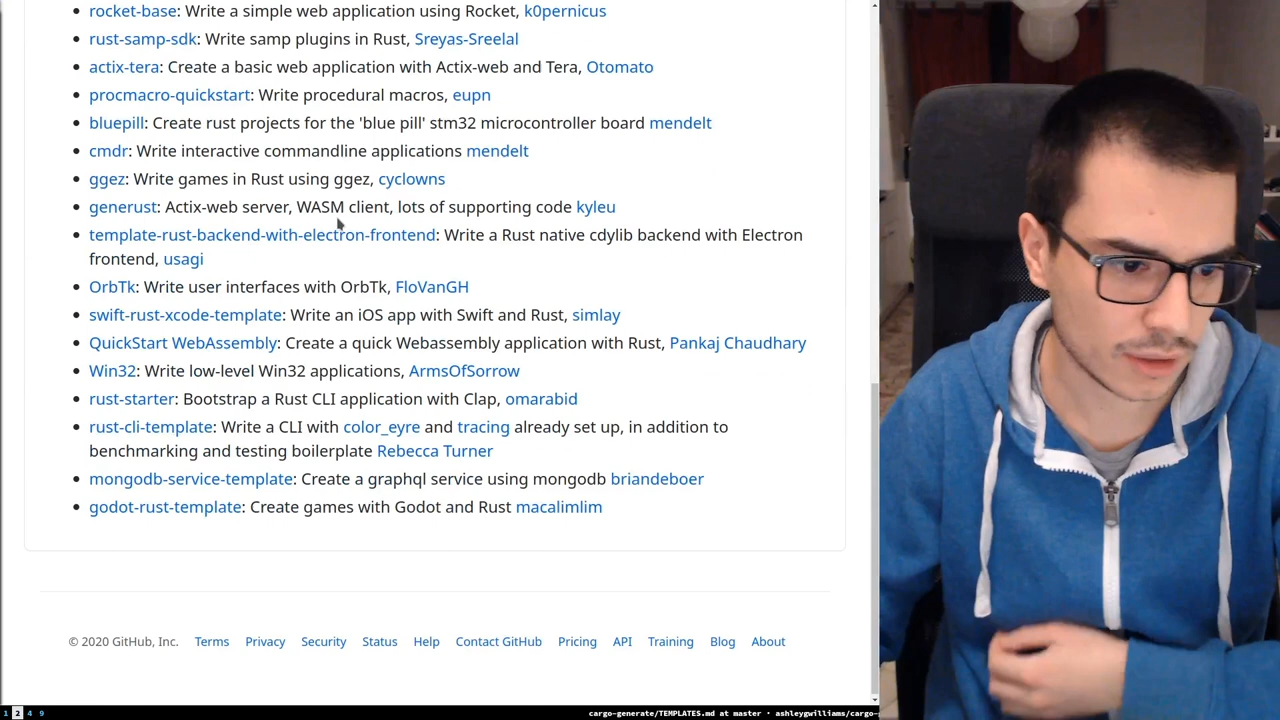 rocket-base: Write a simple web application using Rocket, k0pernicus
rust-samp-sdk: Write samp plugins in Rust, Sreyas-Sreelal
actix-tera: Create a basic web application with Actix-web and Tera, Otomato
procmacro-quickstart: Write procedural macros, eupn
bluepill: Create rust projects for the 'blue pill' stm32 microcontroller board mendelt
cmdr: Write interactive commandline applications mendelt
ggez: Write games in Rust using ggez, cyclowns
generust: Actix-web server, WASM client, lots of supporting code kyleu
template-rust-backend-with-electron-frontend: Write a Rust native cdylib backend with Electron
frontend, usagi
OrbTk: Write user interfaces with OrbTk, FloVanGH
swift-rust-xcode-template: Write an iOS app with Swift and Rust, simlay
QuickStart WebAssembly: Create a quick Webassembly application with Rust, Pankaj Chaudhary
Win32: Write low-level Win32 applications, ArmsOfSorrow
rust-starter: Bootstrap a Rust CLI application with Clap, omarabid
rust-cli-template: Write a CLI with color_eyre and tracing already set up, in addition to
benchmarking and testing boilerplate Rebecca Turner
mongodb-service-template: Create a graphql service using mongodb briandeboer
godot-rust-template: Create games with Godot and Rust macalimlim
© 2020 GitHub, Inc. Terms Privacy Security Status Help Contact GitHub Pricing API Training Blog About
1 2 4 9 cargo-generate/TEMPLATES.md at master · ashleygwilliams/cargo-